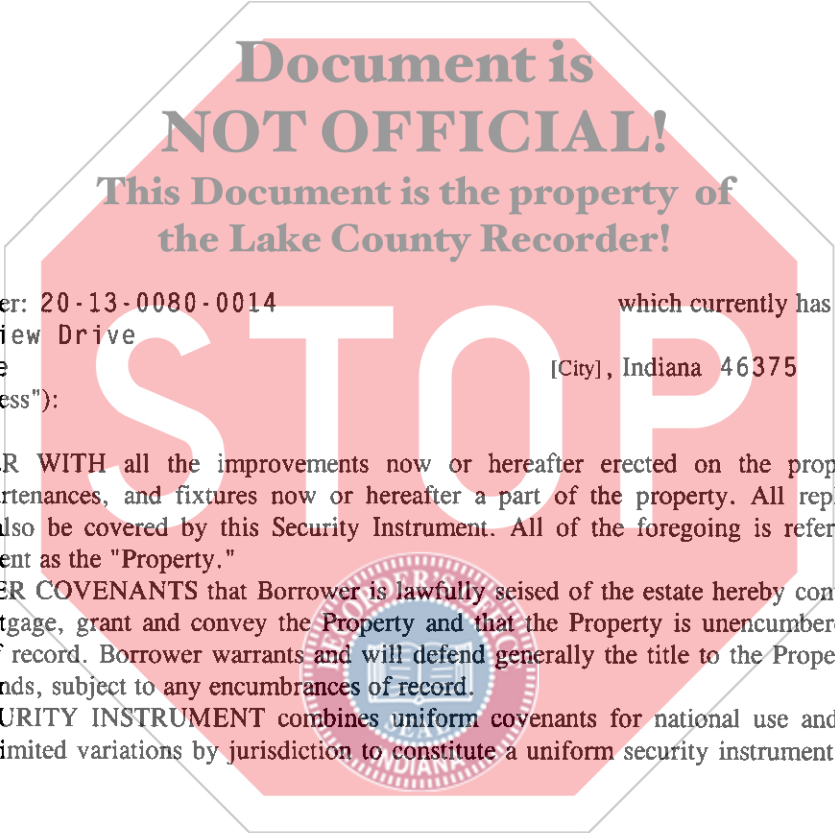 Document is
NOT OFFICIAL!
This Document is the property of
the Lake County Recorder!
er: 20-13-0080-0014 which currently has
iew Drive
e [City], Indiana 46375
ess"):
STOP
R WITH all the improvements now or hereafter erected on the prop
rtenances, and fixtures now or hereafter a part of the property. All repl
lso be covered by this Security Instrument. All of the foregoing is refer
ent as the "Property."
ER COVENANTS that Borrower is lawfully seised of the estate hereby con
tgage, grant and convey the Property and that the Property is unencumber
f record. Borrower warrants and will defend generally the title to the Prope
nds, subject to any encumbrances of record.
URITY INSTRUMENT combines uniform covenants for national use and
imited variations by jurisdiction to constitute a uniform security instrument
SEAL
INDIANA